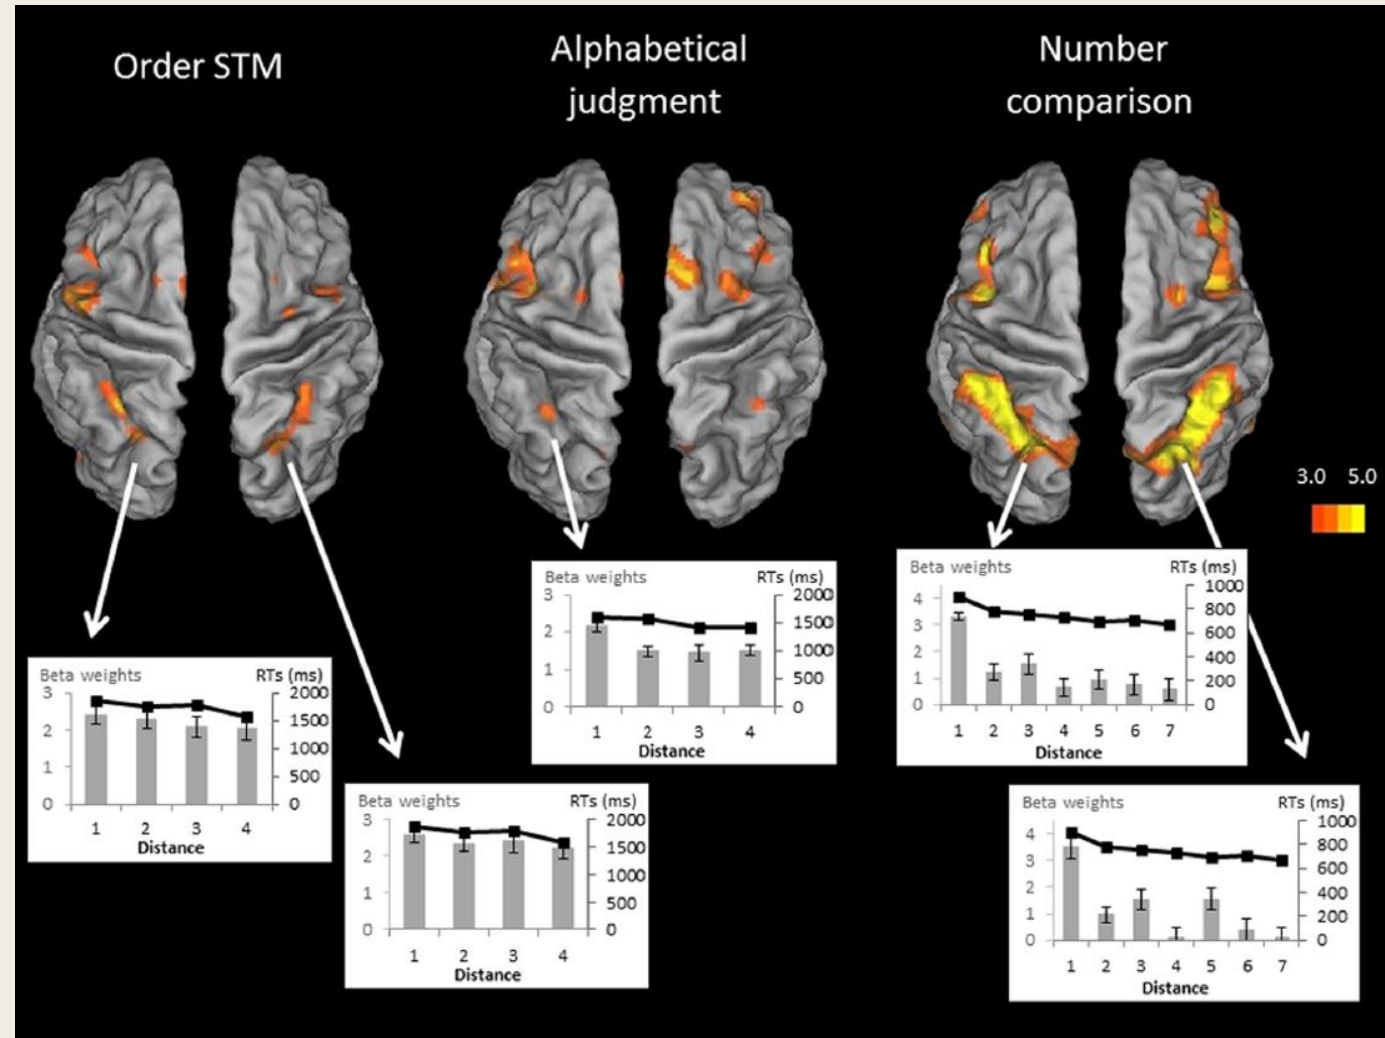 Order STM
Alphabetical
judgment
Number
comparison
3.0 5.0
Beta weights RTs (ms)
3 2000
2 1500
1000
1 500
0 0
1 2 3 4
Distance
Beta weights RTs (ms)
3 2000
2 1500
1000
1 500
0 0
1 2 3 4
Distance
Beta weights RTs (ms)
3 2000
2 1500
1000
1 500
0 0
1 2 3 4
Distance
Beta weights RTs (ms)
1000
4 800
3 600
2 400
1 200
0 0
1 2 3 4 5 6 7
Distance
Beta weights RTs (ms)
1000
4 800
3 600
2 400
1 200
0 0
1 2 3 4 5 6 7
Distance